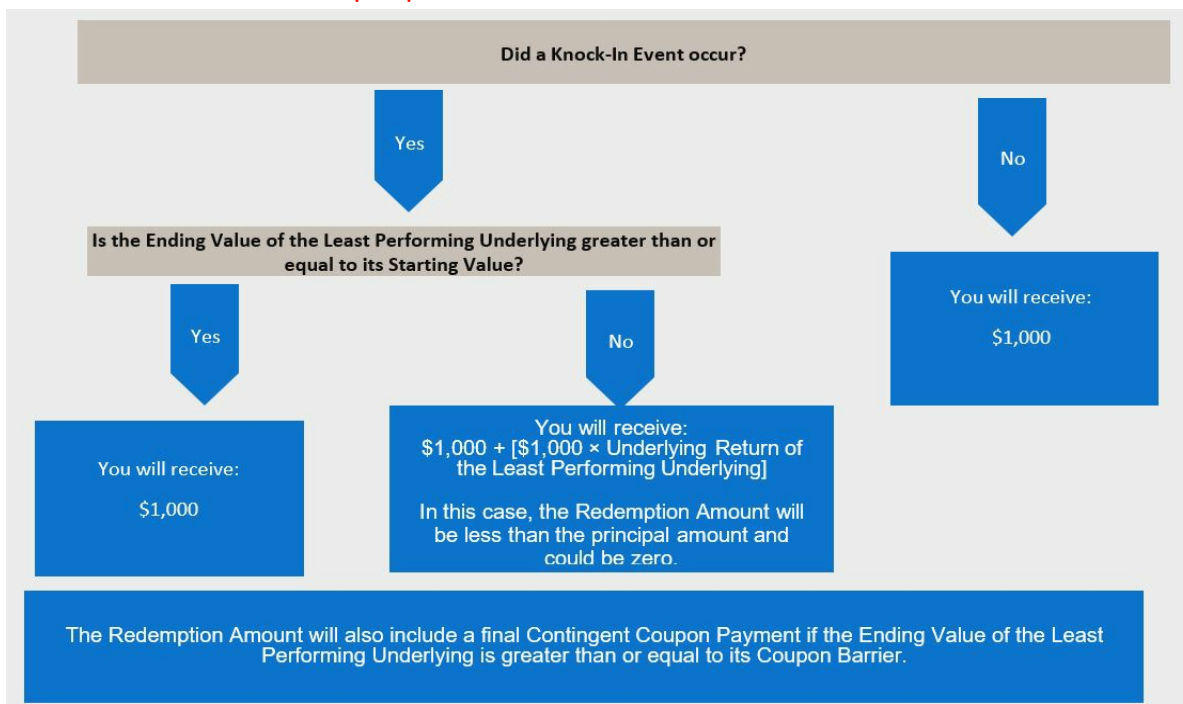 Did a Knock-In Event occur?
Yes
No
Is the Ending Value of the Least Performing Underlying greater than or
equal to its Starting Value?
Yes
No
You will receive:
$1,000
You will receive:
$1,000
You will receive:
$1,000 + [$1,000 × Underlying Return of
the Least Performing Underlying]
In this case, the Redemption Amount will
be less than the principal amount and
could be zero.
The Redemption Amount will also include a final Contingent Coupon Payment if the Ending Value of the Least
Performing Underlying is greater than or equal to its Coupon Barrier.